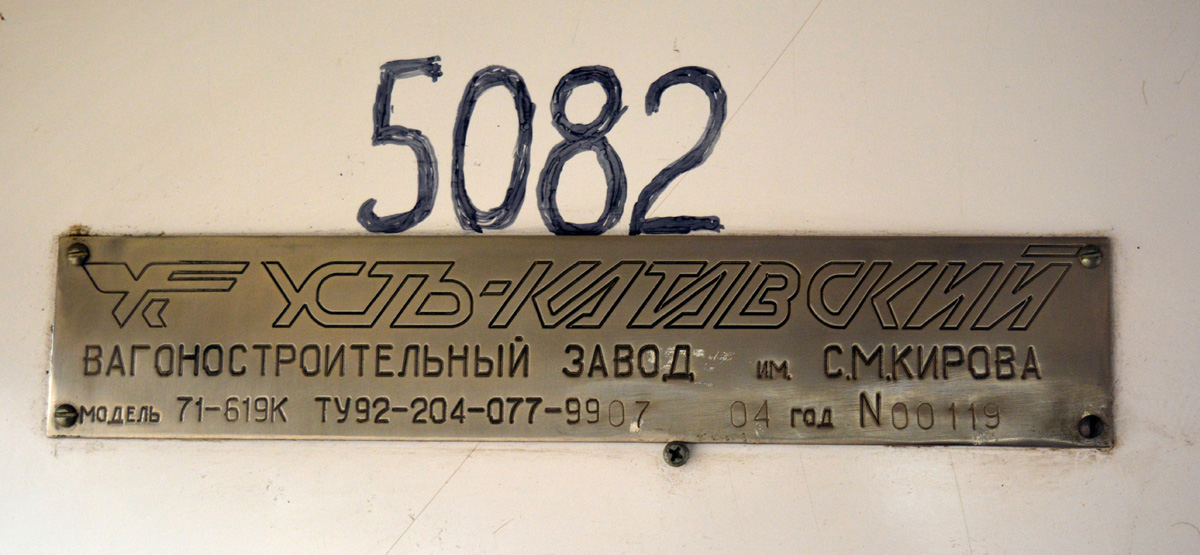 5082
УСТЬ-КАТАВСКИЙ
ВАГОНОСТРОИТЕЛЬНЫЙ ЗАВОД им. С.М.КИРОВА
МОДЕЛЬ 71-619К ТУ92-204-077-9907 04 год N00119